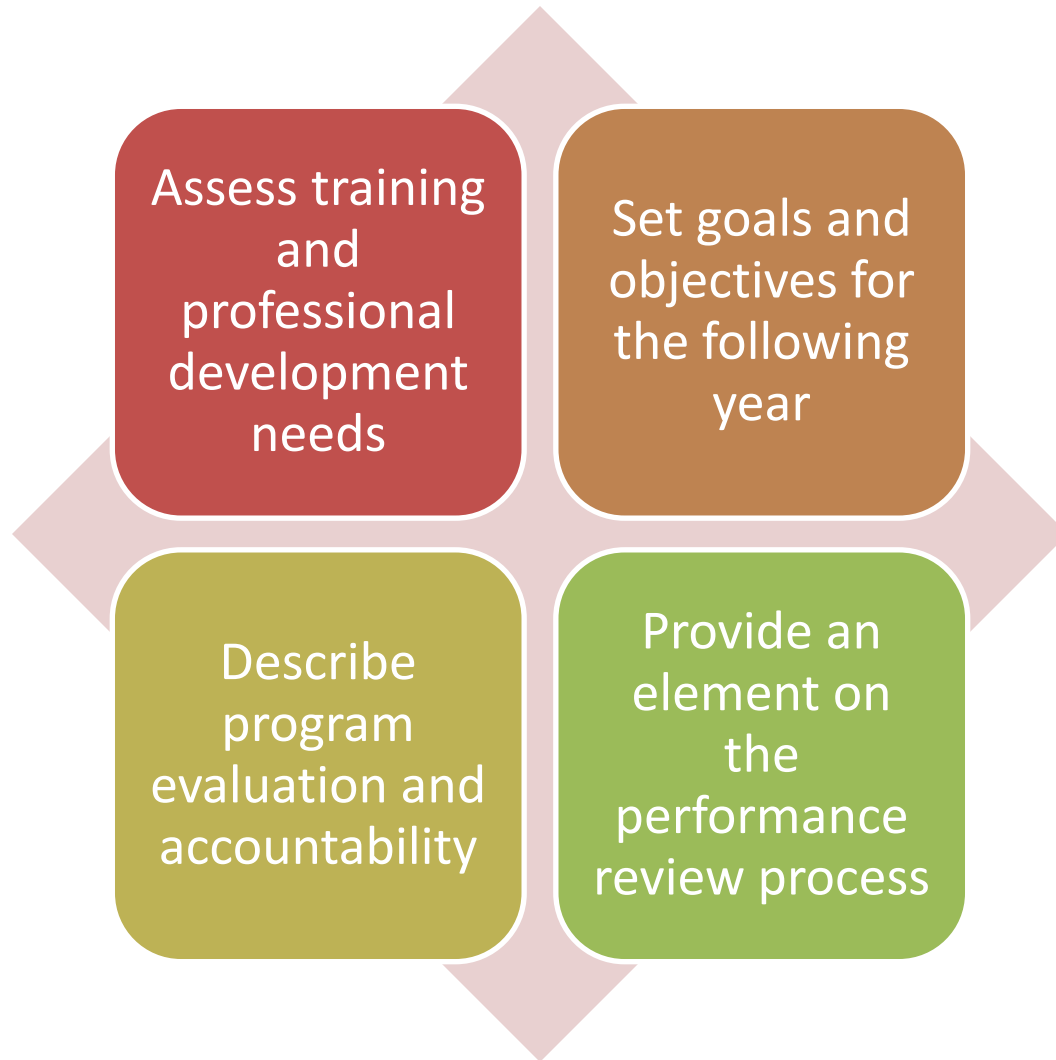 Assess training
and
professional
development
needs
Set goals and
objectives for
the following
year
Describe
program
evaluation and
accountability
Provide an
element on
the
performance
review process